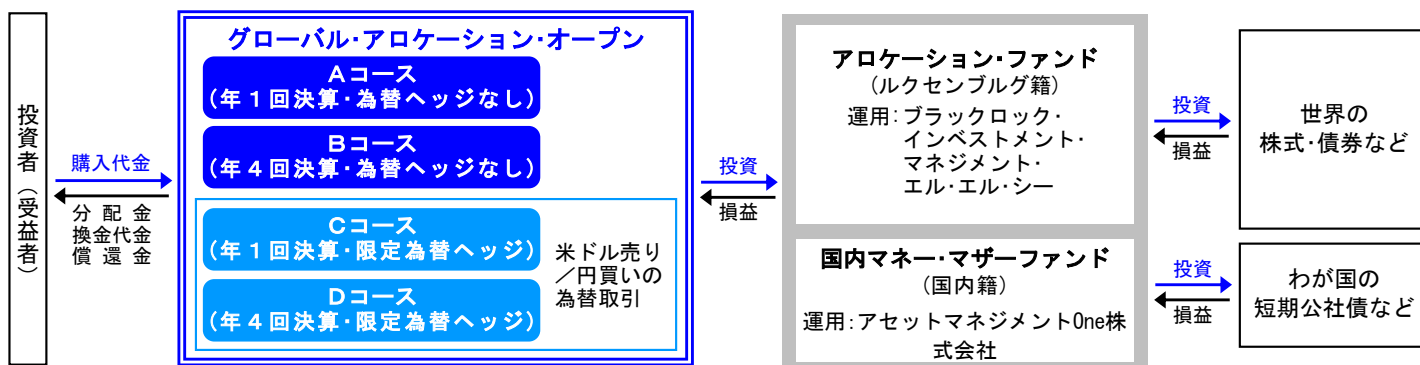 投資者（受益者）
購入代金
分配金
換金代金
償還金
グローバル・アロケーション・オープン
Ａコース
（年１回決算・為替ヘッジなし）
Ｂコース
（年４回決算・為替ヘッジなし）
Ｃコース
（年１回決算・限定為替ヘッジ）
Ｄコース
（年４回決算・限定為替ヘッジ）
米ドル売り
／円買いの
為替取引
投資
損益
アロケーション・ファンド
（ルクセンブルグ籍）
運用：ブラックロック・
インベストメント・
マネジメント・
エル・エル・シー
国内マネー・マザーファンド
（国内籍）
運用：アセットマネジメントOne株
式会社
投資
損益
世界の
株式・債券など
投資
損益
わが国の
短期公社債など